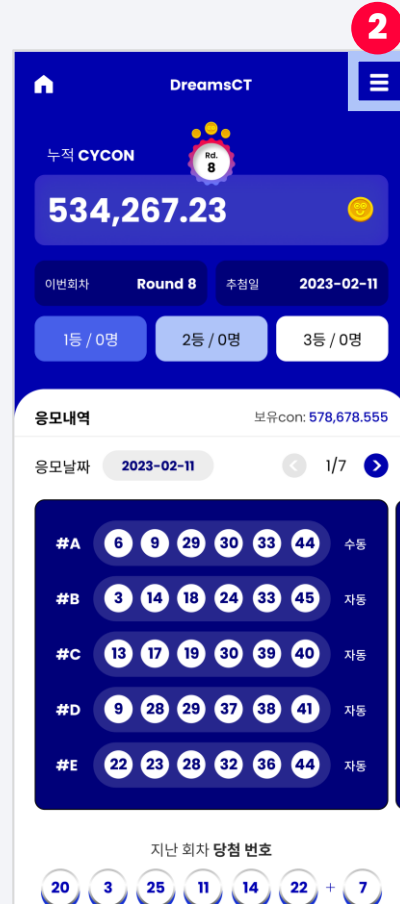 2
DreamsCT
누적 CYCON
Rd.
8
534,267.23
이번회차 Round 8 추첨일 2023-02-11
1등 / 0명 2등 / 0명 3등 / 0명
응모내역 보유con: 578,678.555
응모날짜 2023-02-11 1/7
#A 6 9 29 30 33 44 수동
#B 3 14 18 24 33 45 자동
#C 13 17 19 30 39 40 자동
#D 9 28 29 37 38 41 자동
#E 22 23 28 32 36 44 자동
지난 회차 당첨 번호
20 3 25 11 14 22 + 7